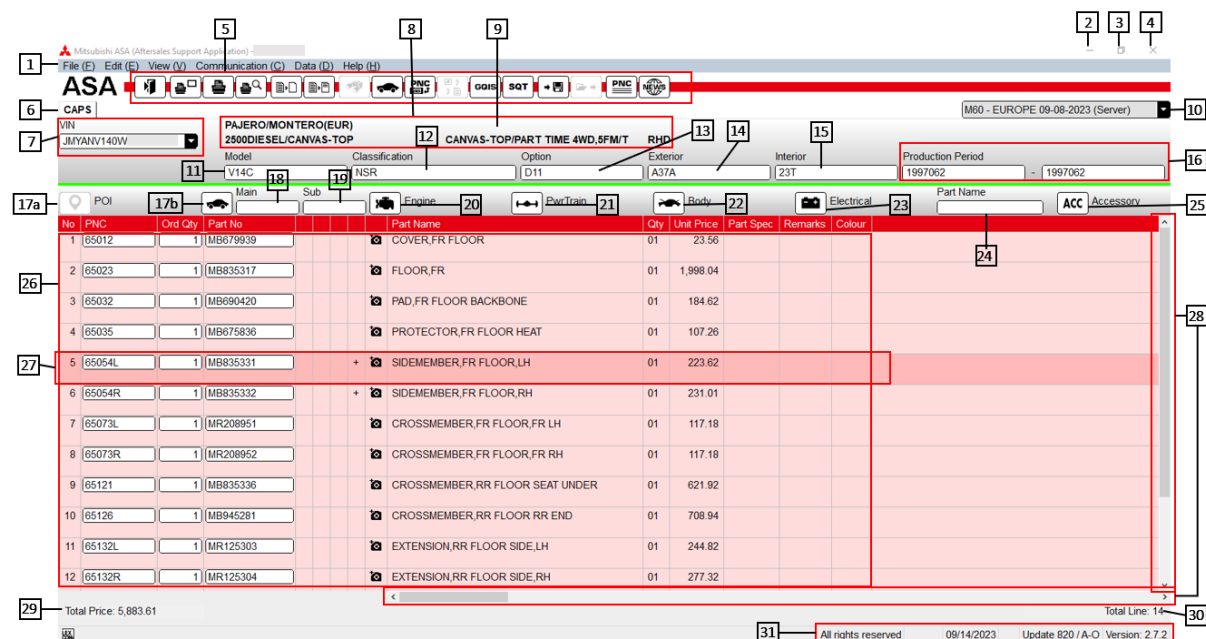 5 8 9 2 3 4
Mitsubishi ASA (Aftersales Support Application) -
1 File (F) Edit (E) View (V) Communication (C) Data (D) Help (H)
ASA PNC GQIS SQT PNC NEWS
6 CAPS M60 - EUROPE 09-08-2023 (Server) 10
VIN PAJERO/MONTERO(EUR)
7 JMYANV140W 2500DIESEL/CANVAS-TOP CANVAS-TOP/PART TIME 4WD,5FM/T RHD
12 13 14 15
Model Classification Option Exterior Interior Production Period
11 V14C NSR D11 A37A 23T 1997062 - 1997062 16
18 19
17a POI 17b Main Sub Engine 20 PwrTrain 21 Body 22 Electrical 23 Part Name ACC Accessory 25
No PNC Ord Qty Part No Part Name Qty Unit Price Part Spec Remarks Colour
24
1 65012 1 MB679939 COVER,FR FLOOR 01 23.56
26
2 65023 1 MB835317 FLOOR,FR 01 1,998.04
3 65032 1 MB690420 PAD,FR FLOOR BACKBONE 01 184.62
28
4 65035 1 MB675836 PROTECTOR,FR FLOOR HEAT 01 107.26
27 5 65054L 1 MB835331 + SIDEMEMBER,FR FLOOR,LH 01 223.62
6 65054R 1 MB835332 + SIDEMEMBER,FR FLOOR,RH 01 231.01
7 65073L 1 MR208951 CROSSMEMBER,FR FLOOR,FR LH 01 117.18
8 65073R 1 MR208952 CROSSMEMBER,FR FLOOR,FR RH 01 117.18
9 65121 1 MB835336 CROSSMEMBER,RR FLOOR SEAT UNDER 01 621.92
10 65126 1 MB945281 CROSSMEMBER,RR FLOOR RR END 01 708.94
11 65132L 1 MR125303 EXTENSION,RR FLOOR SIDE,LH 01 244.82
12 65132R 1 MR125304 EXTENSION,RR FLOOR SIDE,RH 01 277.32
29 Total Price: 5,883.61 Total Line: 14 30
31 All rights reserved 09/14/2023 Update 820 / A-O Version: 2.7.2